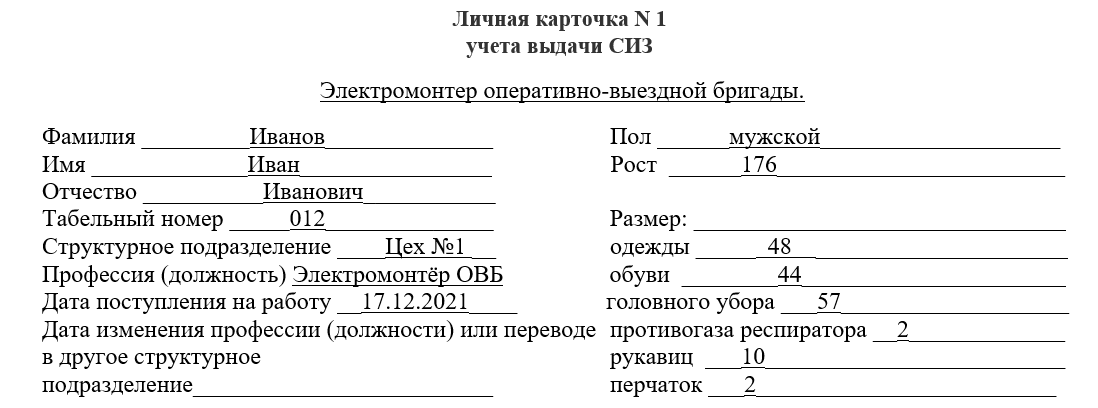 Личная карточка N 1
учета выдачи СИЗ
Электромонтер оперативно-выездной бригады.
Фамилия Иванов
Пол мужской
Имя Иван
Рост 176
Отчество Иванович
Табельный номер 012
Размер:
Структурное подразделение Цех №1
одежды 48
Профессия (должность) Электромонтёр ОВБ
обуви 44
Дата поступления на работу 17.12.2021
головного убора 57
Дата изменения профессии (должности) или переводе
противогаза респиратора 2
в другое структурное
рукавиц 10
подразделение
перчаток 2